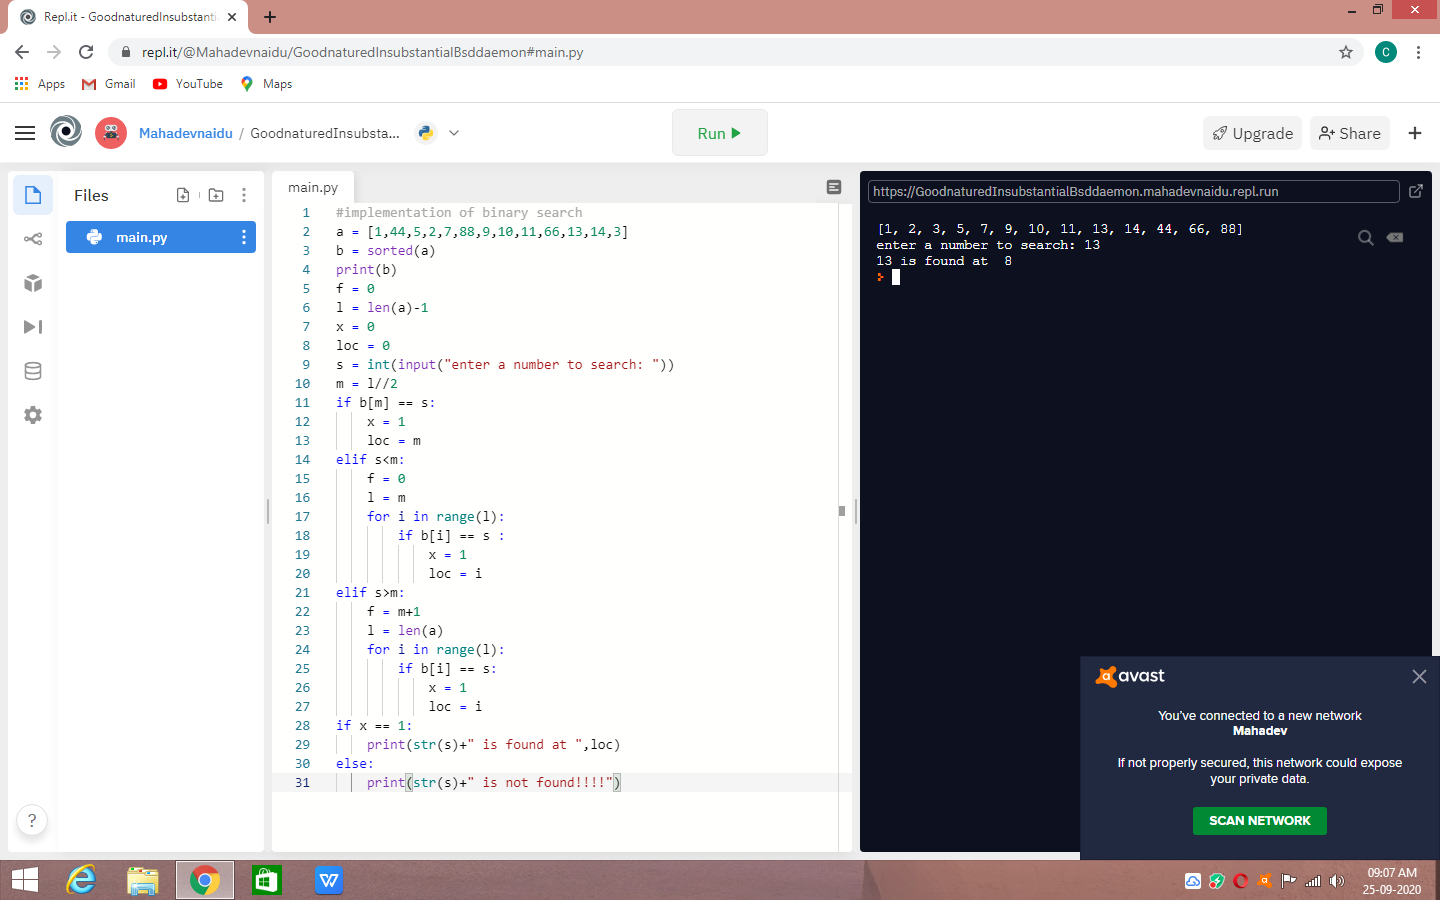 Repl.it - GoodnaturedInsubstanti
repl.it/@Mahadevnaidu/GoodnaturedInsubstantialBsddaemon#main.py
C
Apps Gmail YouTube Maps
Mahadevnaidu / GoodnaturedInsubsta...
Run
Upgrade Share
Files
main.py
main.py
1 #implementation of binary search
2 a = [1,44,5,2,7,88,9,10,11,66,13,14,3]
3 b = sorted(a)
4 print(b)
5 f = 0
6 l = len(a)-1
7 x = 0
8 loc = 0
9 s = int(input("enter a number to search: "))
10 m = l//2
11 if b[m] == s:
12 x = 1
13 loc = m
14 elif s<m:
15 f = 0
16 l = m
17 for i in range(l):
18 if b[i] == s :
19 x = 1
20 loc = i
21 elif s>m:
22 f = m+1
23 l = len(a)
24 for i in range(l):
25 if b[i] == s:
26 x = 1
27 loc = i
28 if x == 1:
29 print(str(s)+" is found at ",loc)
30 else:
31 print(str(s)+" is not found!!!!")
?
https://GoodnaturedInsubstantialBsddaemon.mahadevnaidu.repl.run
[1, 2, 3, 5, 7, 9, 10, 11, 13, 14, 44, 66, 88]
enter a number to search: 13
13 is found at  8
avast
You've connected to a new network
Mahadev
If not properly secured, this network could expose
your private data.
SCAN NETWORK
W
09:07 AM
25-09-2020